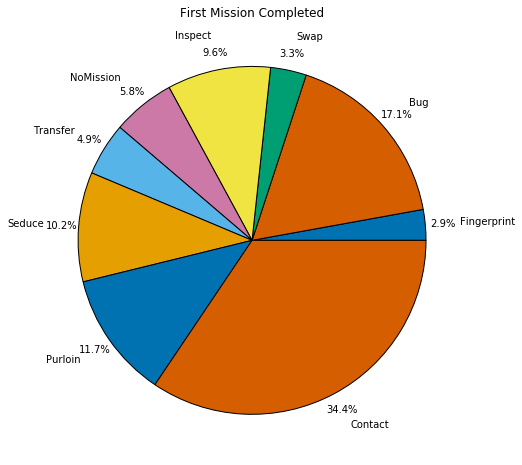 First Mission Completed
Inspect
9.6%
Swap
3.3%
NoMission
5.8%
Bug
17.1%
Transfer
4.9%
Seduce 10.2%
2.9% Fingerprint
Purloin
11.7%
34.4%
Contact